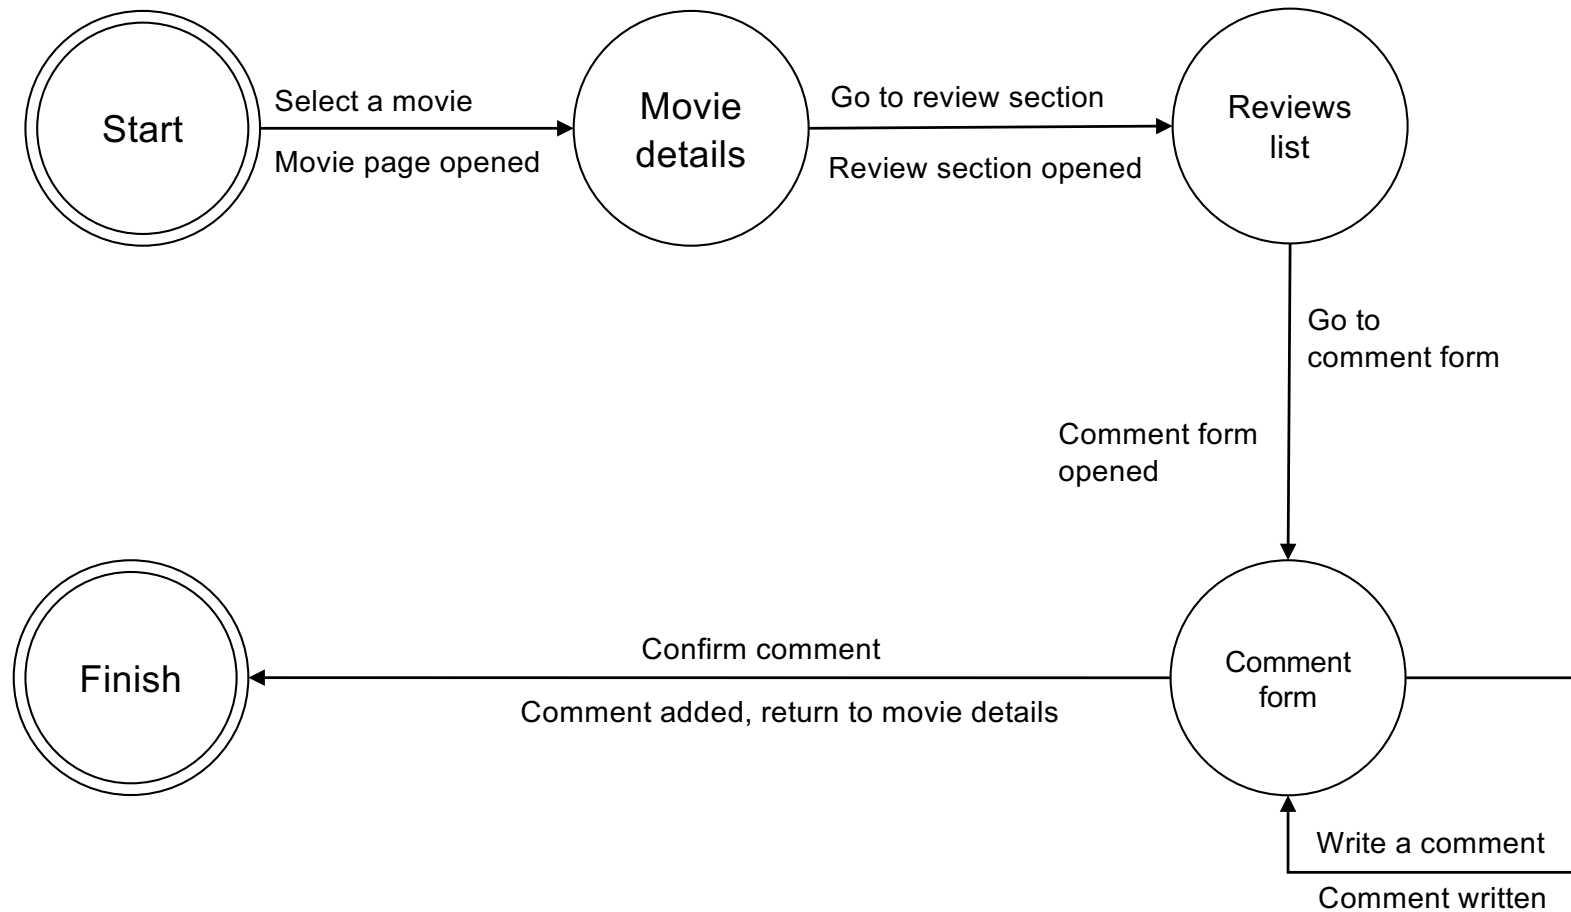 Start
Select a movie
Movie page opened
Movie
details
Go to review section
Review section opened
Reviews
list
Go to
comment form
Comment form
opened
Comment
form
Write a comment
Comment written
Confirm comment
Comment added, return to movie details
Finish